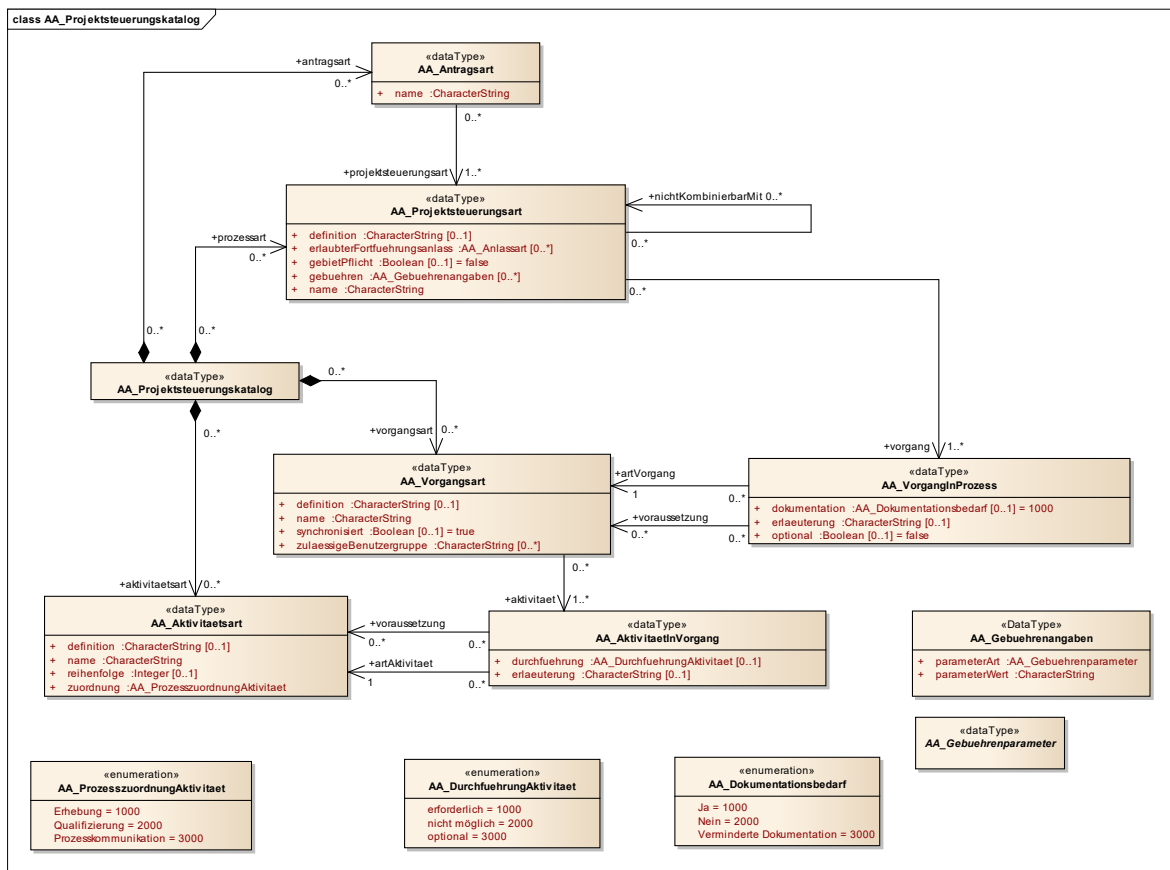 class AA_Projektsteuerungskatalog
«dataType»
AA_Antragsart
+ name :CharacterString
+antragsart
0..*
0..*
+projektsteuerungsart
1..*
«dataType»
AA_Projektsteuerungsart
+ definition :CharacterString [0..1]
+ erlaubterFortfuehrungsanlass :AA_Anlassart [0..*]
+ gebietPflicht :Boolean [0..1] = false
+ gebuehren :AA_Gebuehrenangaben [0..*]
+ name :CharacterString
+nichtKombinierbarMit 0..*
0..*
+prozessart
0..*
0..*
0..*
0..*
«dataType»
AA_Projektsteuerungskatalog
0..*
0..*
+vorgangsart
0..*
+vorgang
1..*
«dataType»
AA_Vorgangsart
+ definition :CharacterString [0..1]
+ name :CharacterString
+ synchronisiert :Boolean [0..1] = true
+ zulaessigeBenutzergruppe :CharacterString [0..*]
+artVorgang
1
0..*
+voraussetzung
0..*
0..*
«dataType»
AA_VorgangInProzess
+ dokumentation :AA_Dokumentationsbedarf [0..1] = 1000
+ erlaeuterung :CharacterString [0..1]
+ optional :Boolean [0..1] = false
0..*
+aktivitaetsart
0..*
+aktivitaet
1..*
«dataType»
AA_Aktivitaetsart
+ definition :CharacterString [0..1]
+ name :CharacterString
+ reihenfolge :Integer [0..1]
+ zuordnung :AA_ProzesszuordnungAktivitaet
+voraussetzung
0..*
0..*
+artAktivitaet
1
0..*
«dataType»
AA_AktivitaetInVorgang
+ durchfuehrung :AA_DurchfuehrungAktivitaet [0..1]
+ erlaeuterung :CharacterString [0..1]
«DataType»
AA_Gebuehrenangaben
+ parameterArt :AA_Gebuehrenparameter
+ parameterWert :CharacterString
«dataType»
AA_Gebuehrenparameter
«enumeration»
AA_ProzesszuordnungAktivitaet
Erhebung = 1000
Qualifizierung = 2000
Prozesskommunikation = 3000
«enumeration»
AA_DurchfuehrungAktivitaet
erforderlich = 1000
nicht möglich = 2000
optional = 3000
«enumeration»
AA_Dokumentationsbedarf
Ja = 1000
Nein = 2000
Verminderte Dokumentation = 3000